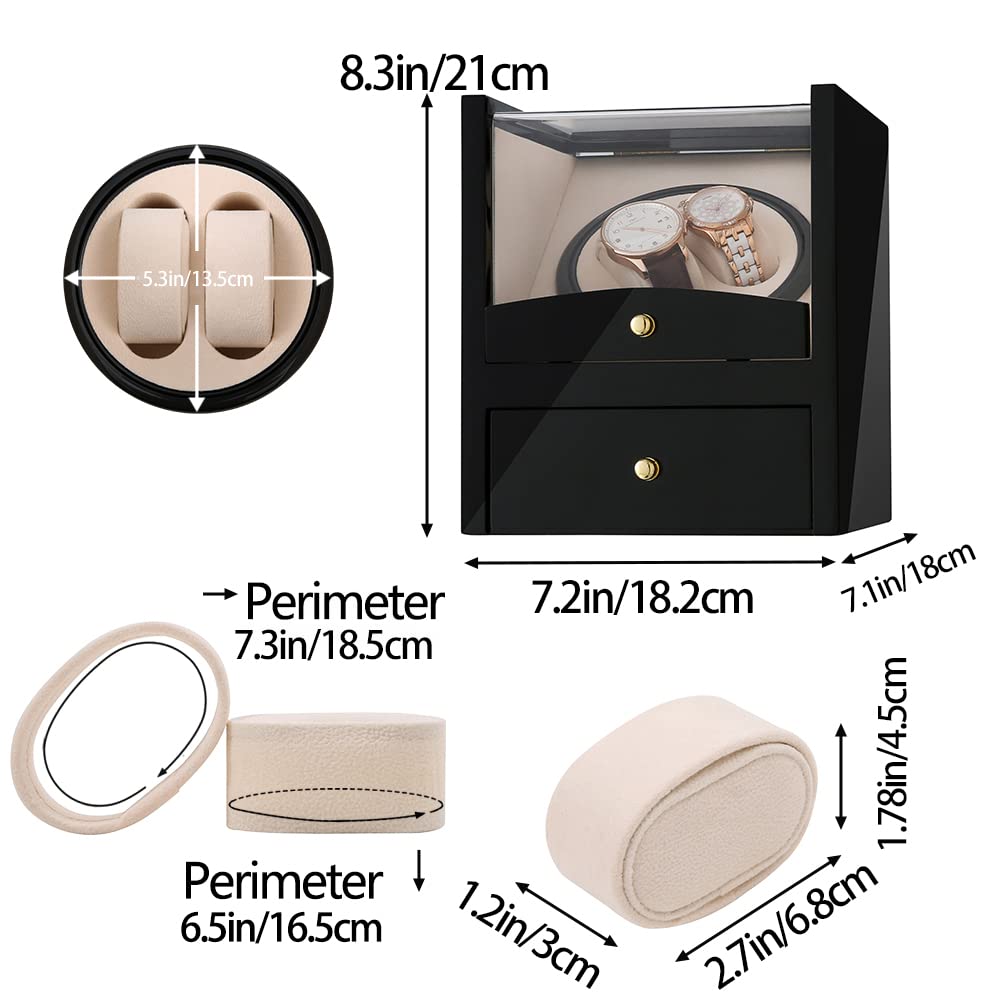 8.3in/21cm
5.3in/13.5cm
7.2in/18.2cm
7.1in/18cm
Perimeter
7.3in/18.5cm
Perimeter
6.5in/16.5cm
1.2in/3cm
2.7in/6.8cm
1.78in/4.5cm